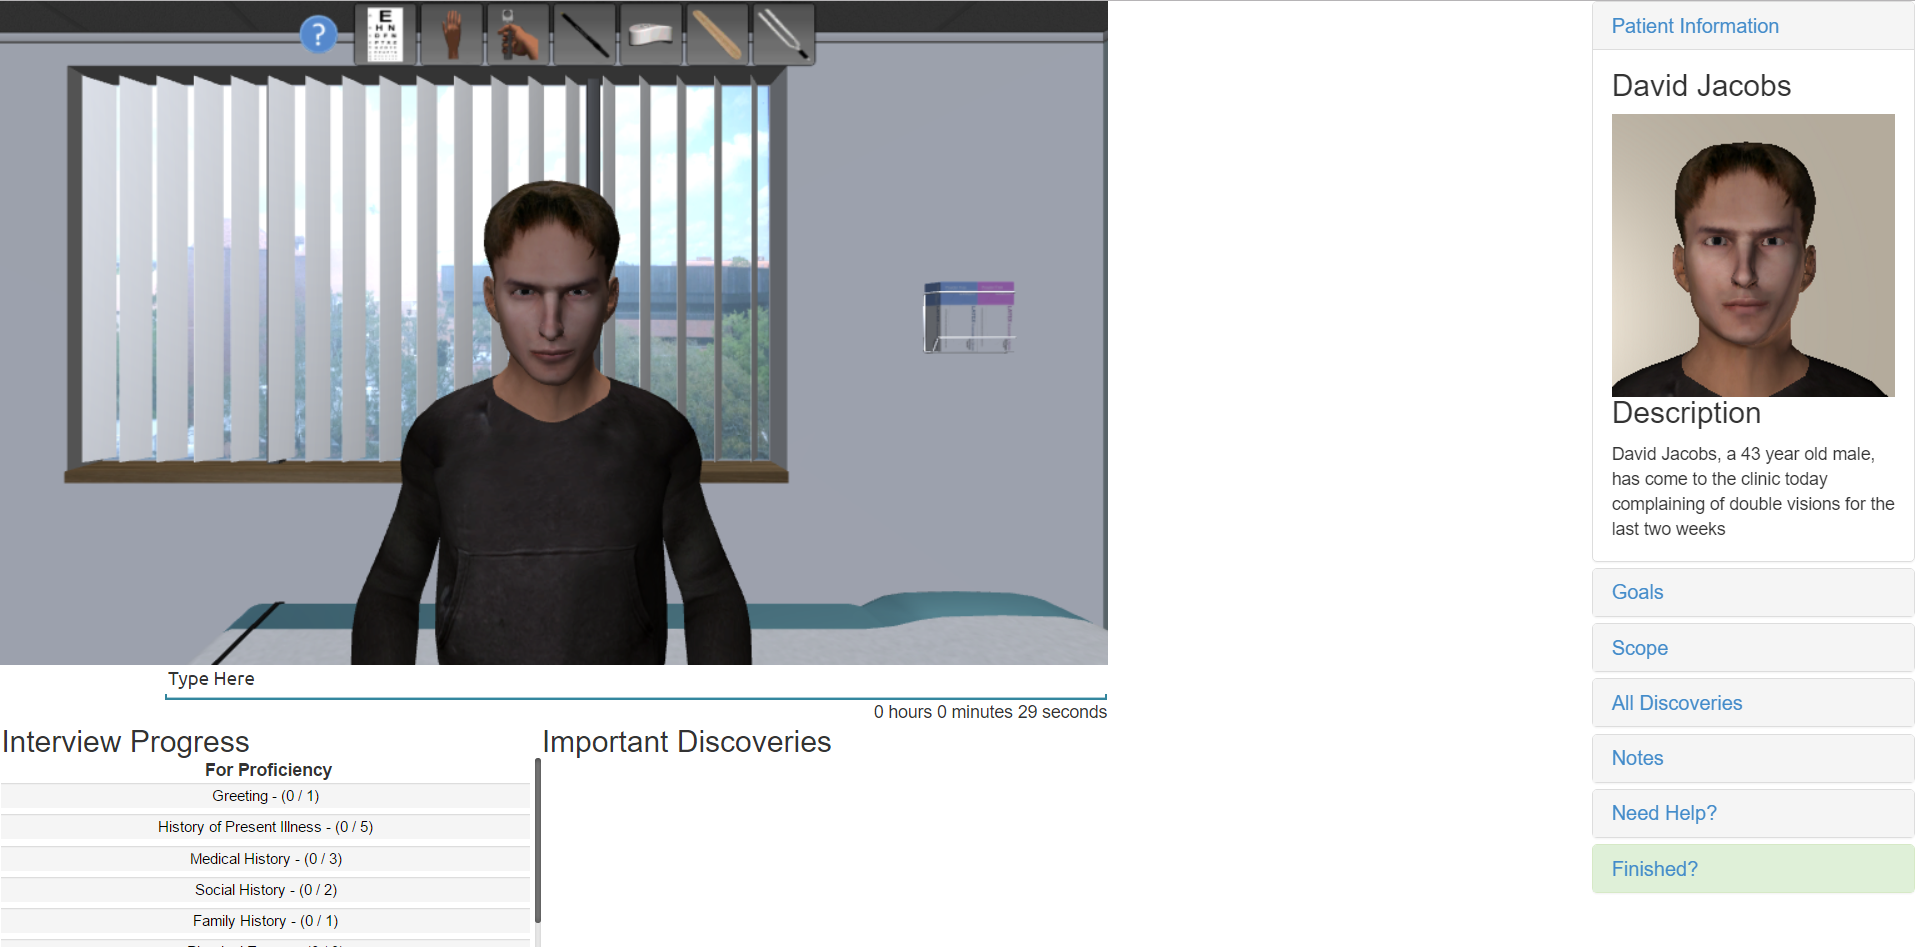 ?
E
H N
D F N
Type Here
0 hours 0 minutes 29 seconds
Interview Progress
For Proficiency
Greeting - (0 / 1)
History of Present Illness - (0 / 5)
Medical History - (0 / 3)
Social History - (0 / 2)
Family History - (0 / 1)
Important Discoveries
Patient Information
David Jacobs
Description
David Jacobs, a 43 year old male,
has come to the clinic today
complaining of double visions for the
last two weeks
Goals
Scope
All Discoveries
Notes
Need Help?
Finished?